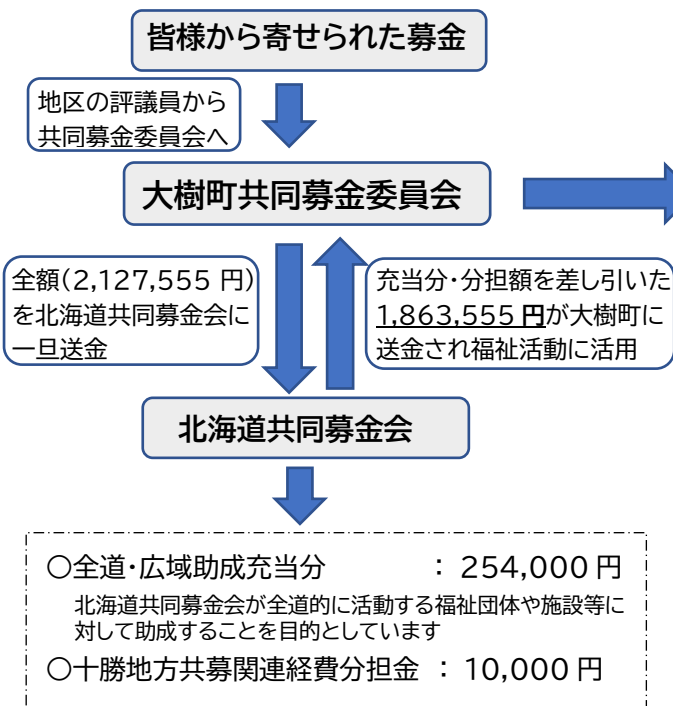 皆様から寄せられた募金
地区の評議員から
共同募金委員会へ
大樹町共同募金委員会
全額(2,127,555 円)
を北海道共同募金会に
一旦送金
充当分・分担額を差し引いた
1,863,555 円が大樹町に
送金され福祉活動に活用
北海道共同募金会
〇全道・広域助成充当分 : 254,000 円
北海道共同募金会が全道的に活動する福祉団体や施設等に
対して助成することを目的としています
〇十勝地方共募関連経費分担金 : 10,000 円